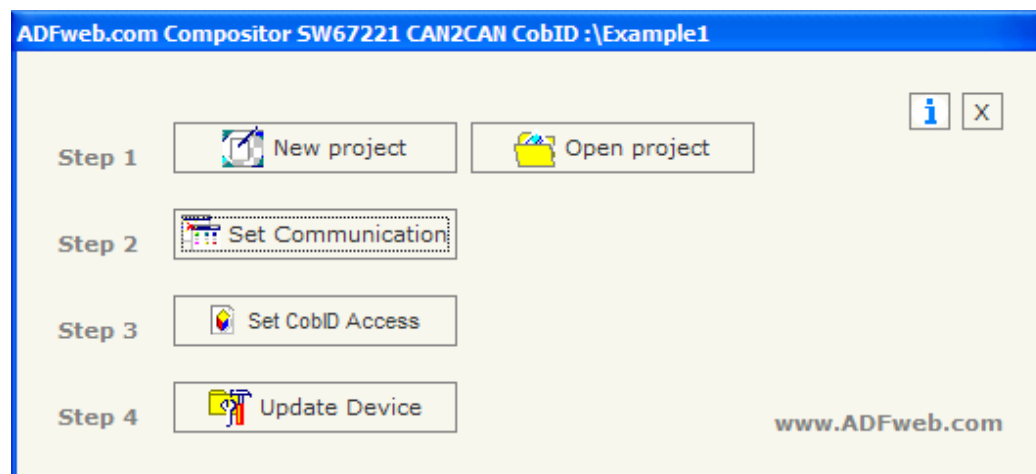 ADFweb.com Compositor SW67221 CAN2CAN CobID :\Example1
i X
Step 1 New project Open project
Step 2 Set Communication
Step 3 Set CobID Access
Step 4 Update Device
www.ADFweb.com